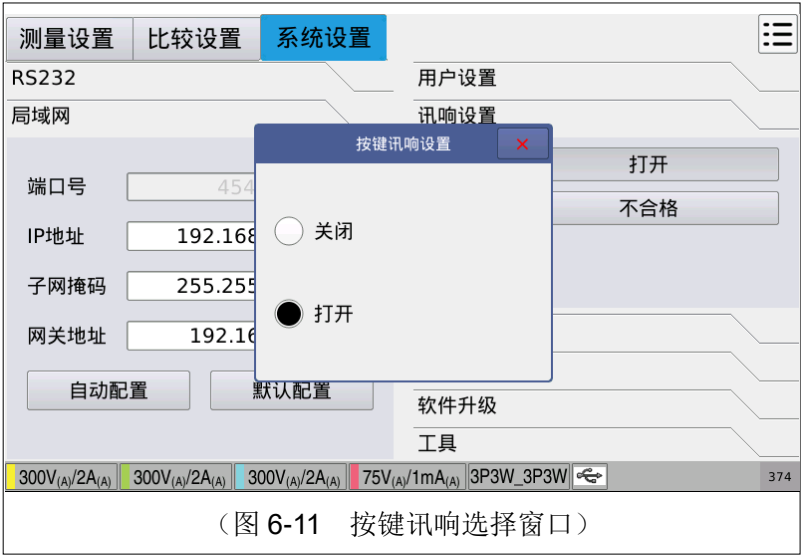 测量设置 比较设置 系统设置
RS232
局域网
端口号 454
IP地址 192.168
子网掩码 255.255
网关地址 192.16
自动配置 默认配置
用户设置
讯响设置
打开
不合格
软件升级
工具
按键讯响设置 ×
关闭
打开
300V(A)/2A(A) 300V(A)/2A(A) 300V(A)/2A(A) 75V(A)/1mA(A) 3P3W_3P3W 374
（图 6-11 按键讯响选择窗口）